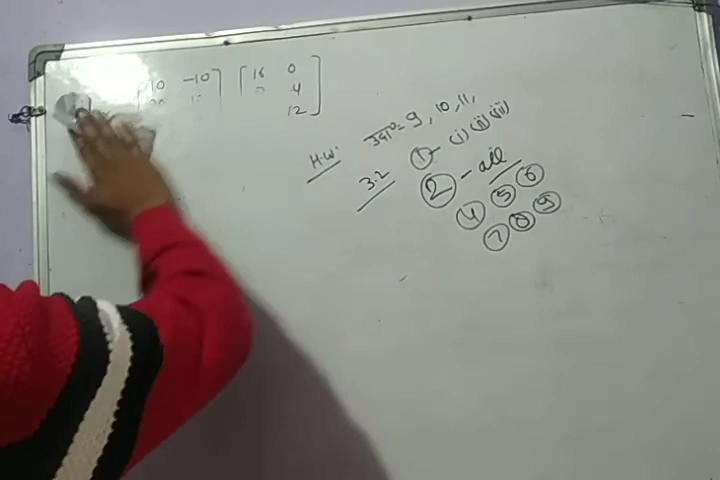 10 -10 16 0
4
12
H.W. उदा० = 9, 10, 11,
3.2 ① - (i) (ii) (iii)
② - all
④ ⑤ ⑥
⑦ ⑧ ⑨